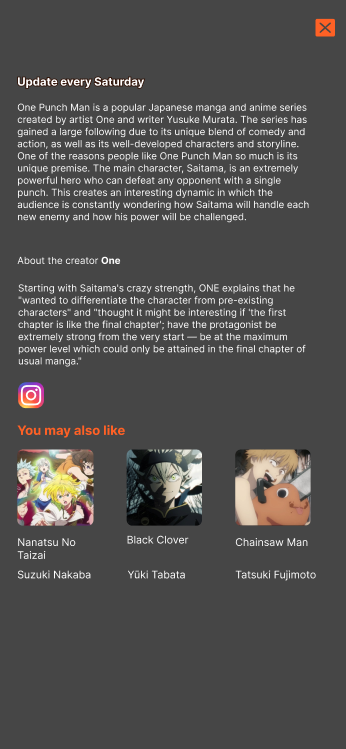 Update every Saturday
One Punch Man is a popular Japanese manga and anime series
created by artist One and writer Yusuke Murata. The series has
gained a large following due to its unique blend of comedy and
action, as well as its well-developed characters and storyline.
One of the reasons people like One Punch Man so much is its
unique premise. The main character, Saitama, is an extremely
powerful hero who can defeat any opponent with a single
punch. This creates an interesting dynamic in which the
audience is constantly wondering how Saitama will handle each
new enemy and how his power will be challenged.
About the creator One
Starting with Saitama's crazy strength, ONE explains that he
"wanted to differentiate the character from pre-existing
characters" and "thought it might be interesting if 'the first
chapter is like the final chapter'; have the protagonist be
extremely strong from the very start — be at the maximum
power level which could only be attained in the final chapter of
usual manga."
You may also like
Nanatsu No
Taizai
Black Clover
Chainsaw Man
Suzuki Nakaba
Yūki Tabata
Tatsuki Fujimoto